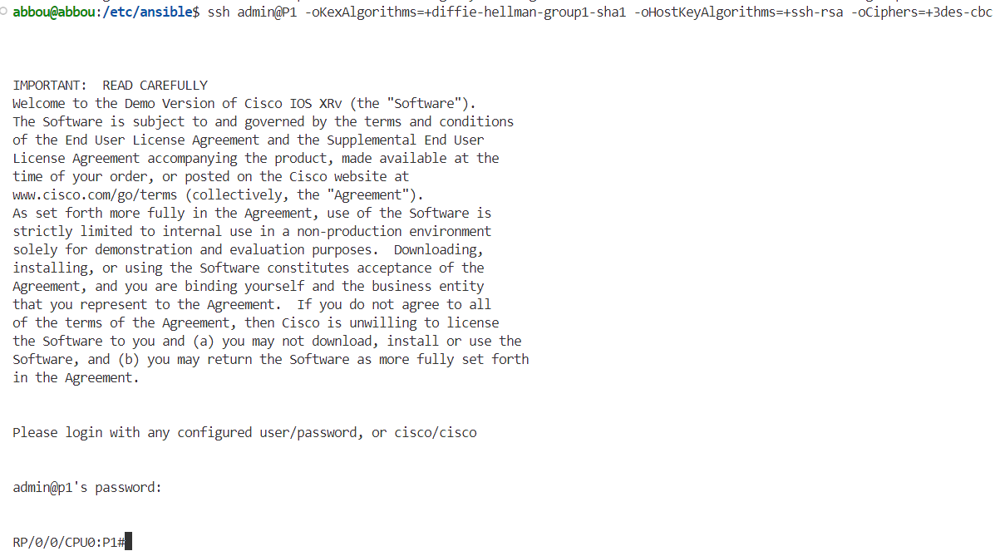 abbou@abbou:/etc/ansible$ ssh admin@P1 -oKexAlgorithms=+diffie-hellman-group1-sha1 -oHostKeyAlgorithms=+ssh-rsa -oCiphers=+3des-cbc
IMPORTANT:  READ CAREFULLY
Welcome to the Demo Version of Cisco IOS XRv (the "Software").
The Software is subject to and governed by the terms and conditions
of the End User License Agreement and the Supplemental End User
License Agreement accompanying the product, made available at the
time of your order, or posted on the Cisco website at
www.cisco.com/go/terms (collectively, the "Agreement").
As set forth more fully in the Agreement, use of the Software is
strictly limited to internal use in a non-production environment
solely for demonstration and evaluation purposes.  Downloading,
installing, or using the Software constitutes acceptance of the
Agreement, and you are binding yourself and the business entity
that you represent to the Agreement.  If you do not agree to all
of the terms of the Agreement, then Cisco is unwilling to license
the Software to you and (a) you may not download, install or use the
Software, and (b) you may return the Software as more fully set forth
in the Agreement.
Please login with any configured user/password, or cisco/cisco
admin@p1's password:
RP/0/0/CPU0:P1#